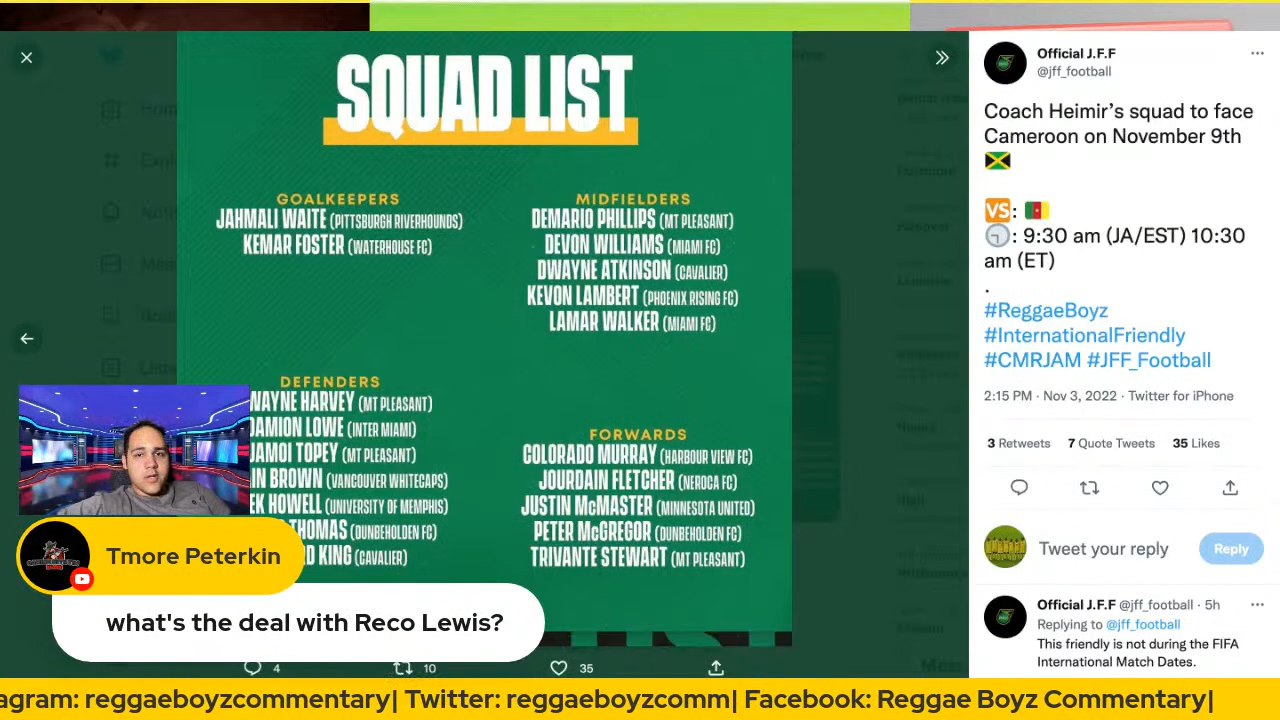 SQUAD LIST
GOALKEEPERS
JAHMALI WAITE (PITTSBURGH RIVERHOUNDS)
KEMAR FOSTER (WATERHOUSE FC)
DEFENDERS
WAYNE HARVEY (MT PLEASANT)
DAMION LOWE (INTER MIAMI)
JAMOI TOPEY (MT PLEASANT)
BROWN (VANCOUVER WHITECAPS)
HOWELL (UNIVERSITY OF MEMPHIS)
THOMAS (DUNBEHOLDEN FC)
KING (CAVALIER)
MIDFIELDERS
DEMARIO PHILLIPS (MT PLEASANT)
DEVON WILLIAMS (MIAMI FC)
DWAYNE ATKINSON (CAVALIER)
KEVON LAMBERT (PHOENIX RISING FC)
LAMAR WALKER (MIAMI FC)
FORWARDS
COLORADO MURRAY (HARBOUR VIEW FC)
JOURDAIN FLETCHER (NEROCA FC)
JUSTIN McMASTER (MINNESOTA UNITED)
PETER McGREGOR (DUNBEHOLDEN FC)
TRIVANTE STEWART (MT PLEASANT)
4
10
35
Official J.F.F
@jff_football
Coach Heimir's squad to face
Cameroon on November 9th
VS:
: 9:30 am (JA/EST) 10:30
am (ET)
.
#ReggaeBoyz
#InternationalFriendly
#CMRJAM #JFF_Football
2:15 PM · Nov 3, 2022 · Twitter for iPhone
3 Retweets 7 Quote Tweets 35 Likes
Tweet your reply
Reply
Official J.F.F @jff_football · 5h
Replying to @jff_football
This friendly is not during the FIFA
International Match Dates.
Tmore Peterkin
what's the deal with Reco Lewis?
agram: reggaeboyzcommentary| Twitter: reggaeboyzcomm| Facebook: Reggae Boyz Commentary|